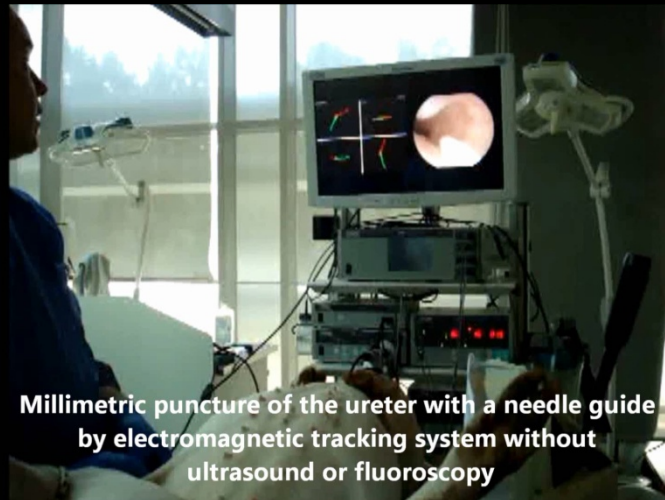 Millimetric puncture of the ureter with a needle guide
by electromagnetic tracking system without
ultrasound or fluoroscopy